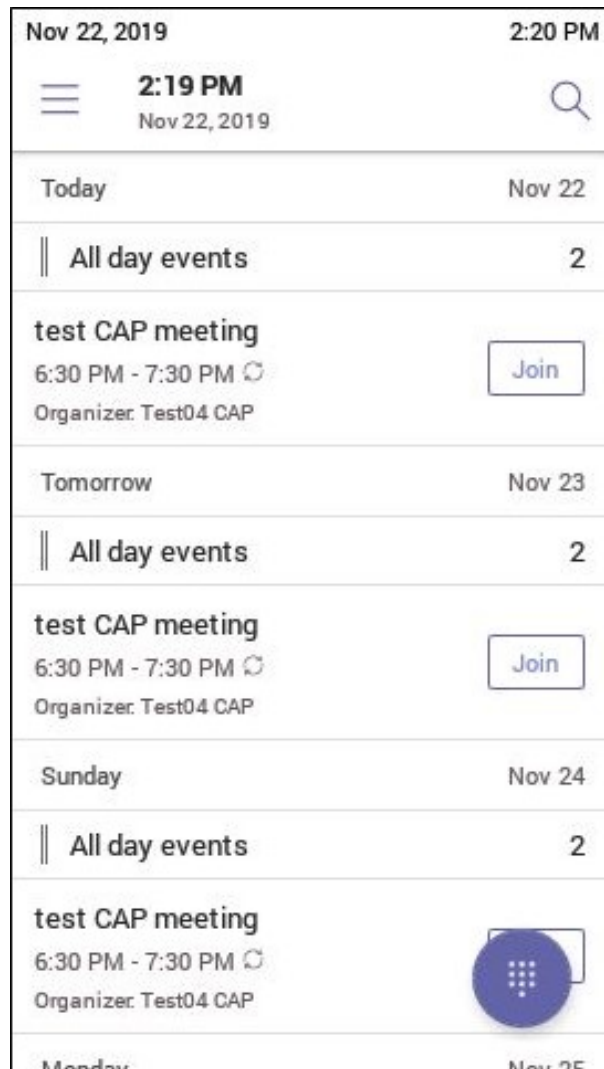 Nov 22, 2019 2:20 PM
2:19 PM
Nov 22, 2019
Today Nov 22
All day events 2
test CAP meeting
6:30 PM - 7:30 PM
Join
Organizer: Test04 CAP
Tomorrow Nov 23
All day events 2
test CAP meeting
6:30 PM - 7:30 PM
Join
Organizer: Test04 CAP
Sunday Nov 24
All day events 2
test CAP meeting
6:30 PM - 7:30 PM
Organizer: Test04 CAP
Monday Nov 25